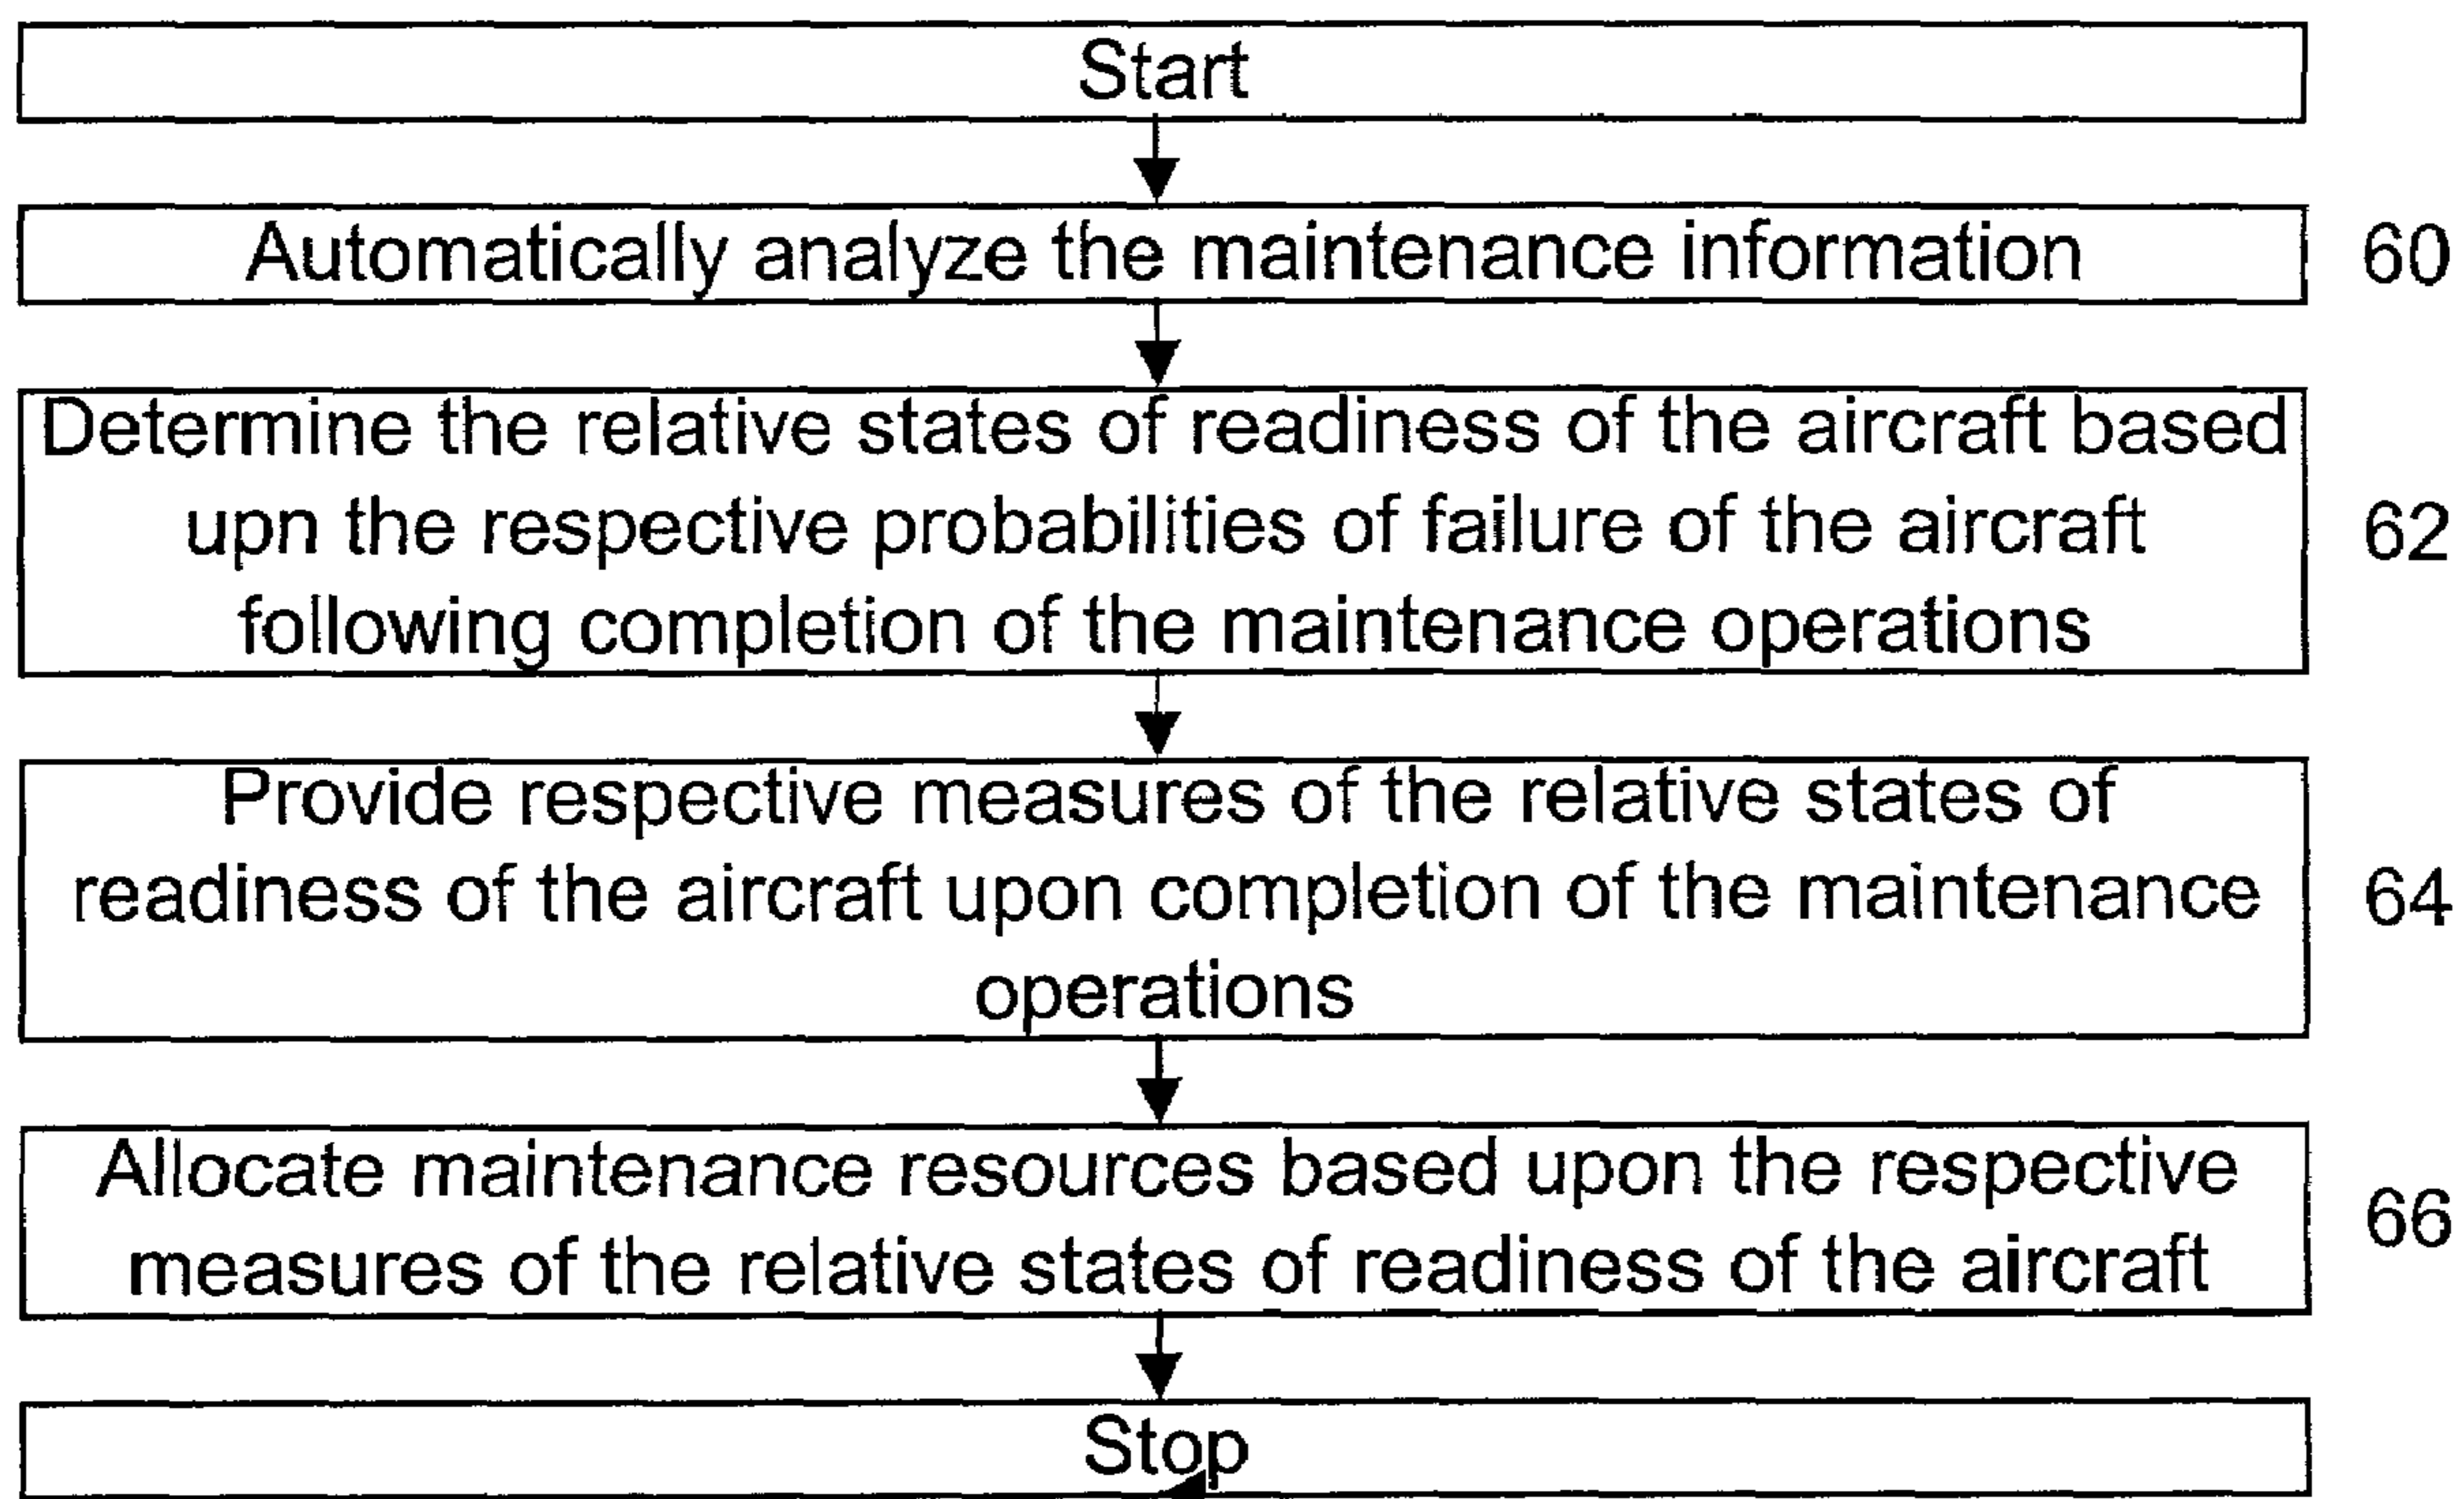 Start
Automatically analyze the maintenance information
60
Determine the relative states of readiness of the aircraft based
upn the respective probabilities of failure of the aircraft
62
following completion of the maintenance operations
Provide respective measures of the relative states of
readiness of the aircraft upon completion of the maintenance
64
operations
Allocate maintenance resources based upon the respective
measures of the relative states of readiness of the aircraft
66
Stop